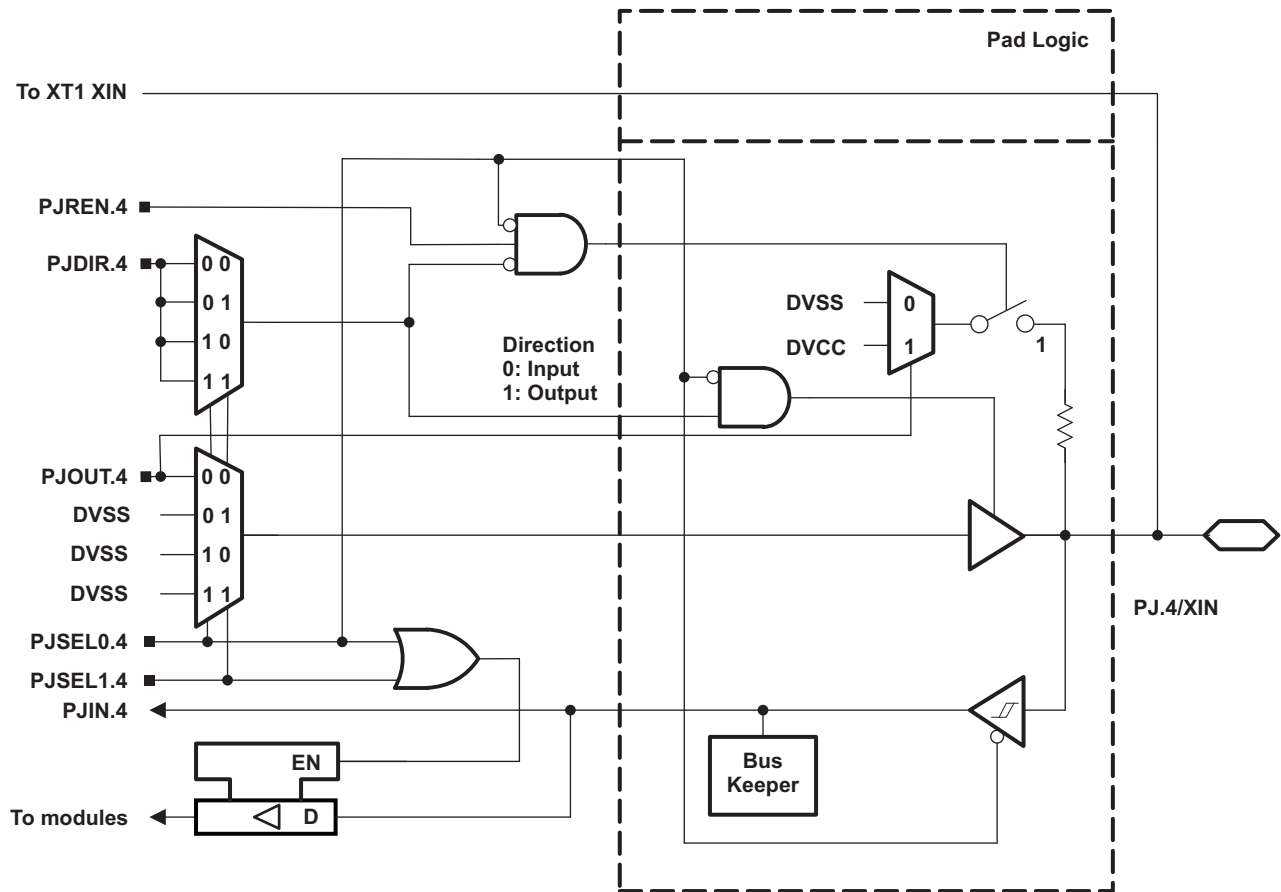 Pad Logic
To XT1 XIN
PJREN.4
PJDIR.4
0 0
0 1
1 0
1 1
DVSS
0
DVCC
1
1
Direction
0: Input
1: Output
PJOUT.4
0 0
DVSS
0 1
DVSS
1 0
DVSS
1 1
PJ.4/XIN
PJSEL0.4
PJSEL1.4
PJIN.4
Bus
Keeper
EN
D
To modules